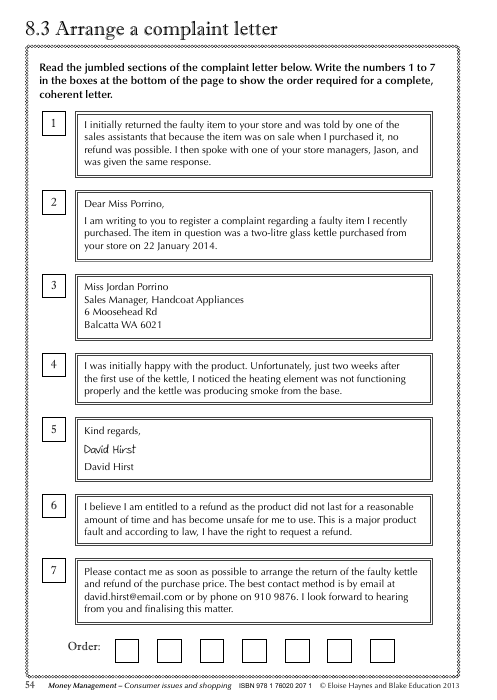 8.3 Arrange a complaint letter
Read the jumbled sections of the complaint letter below. Write the numbers 1 to 7
in the boxes at the bottom of the page to show the order required for a complete,
coherent letter.
1
I initially returned the faulty item to your store and was told by one of the
sales assistants that because the item was on sale when I purchased it, no
refund was possible. I then spoke with one of your store managers, Jason, and
was given the same response.
2
Dear Miss Porrino,
I am writing to you to register a complaint regarding a faulty item I recently
purchased. The item in question was a two-litre glass kettle purchased from
your store on 22 January 2014.
3
Miss Jordan Porrino
Sales Manager, Handcoat Appliances
6 Moosehead Rd
Balcatta WA 6021
4
I was initially happy with the product. Unfortunately, just two weeks after
the first use of the kettle, I noticed the heating element was not functioning
properly and the kettle was producing smoke from the base.
5
Kind regards,
David Hirst
David Hirst
6
I believe I am entitled to a refund as the product did not last for a reasonable
amount of time and has become unsafe for me to use. This is a major product
fault and according to law, I have the right to request a refund.
7
Please contact me as soon as possible to arrange the return of the faulty kettle
and refund of the purchase price. The best contact method is by email at
david.hirst@email.com or by phone on 910 9876. I look forward to hearing
from you and finalising this matter.
Order:
54 Money Management – Consumer issues and shopping ISBN 978 1 76020 207 1 © Eloise Haynes and Blake Education 2013